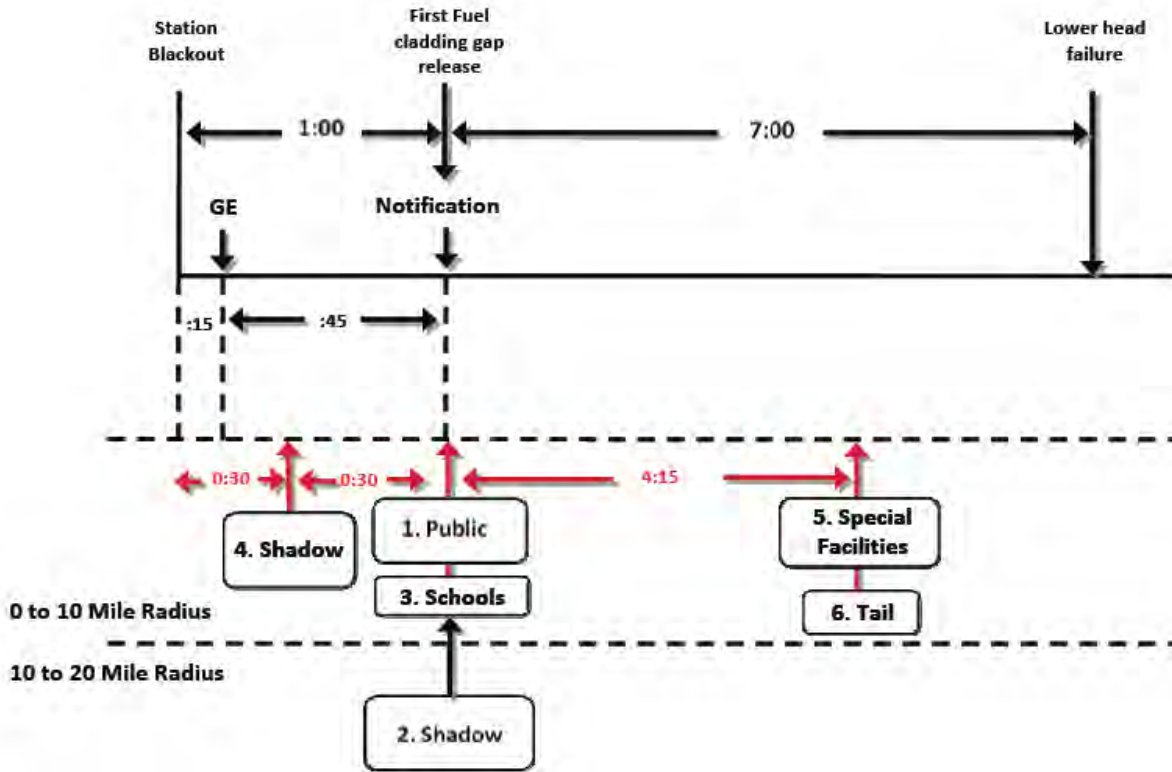 Station
Blackout
First Fuel
cladding gap
release
Lower head
failure
1:00
7:00
GE
Notification
:15
:45
0:30
0:30
4:15
4. Shadow
1. Public
5. Special
Facilities
3. Schools
6. Tail
0 to 10 Mile Radius
10 to 20 Mile Radius
2. Shadow